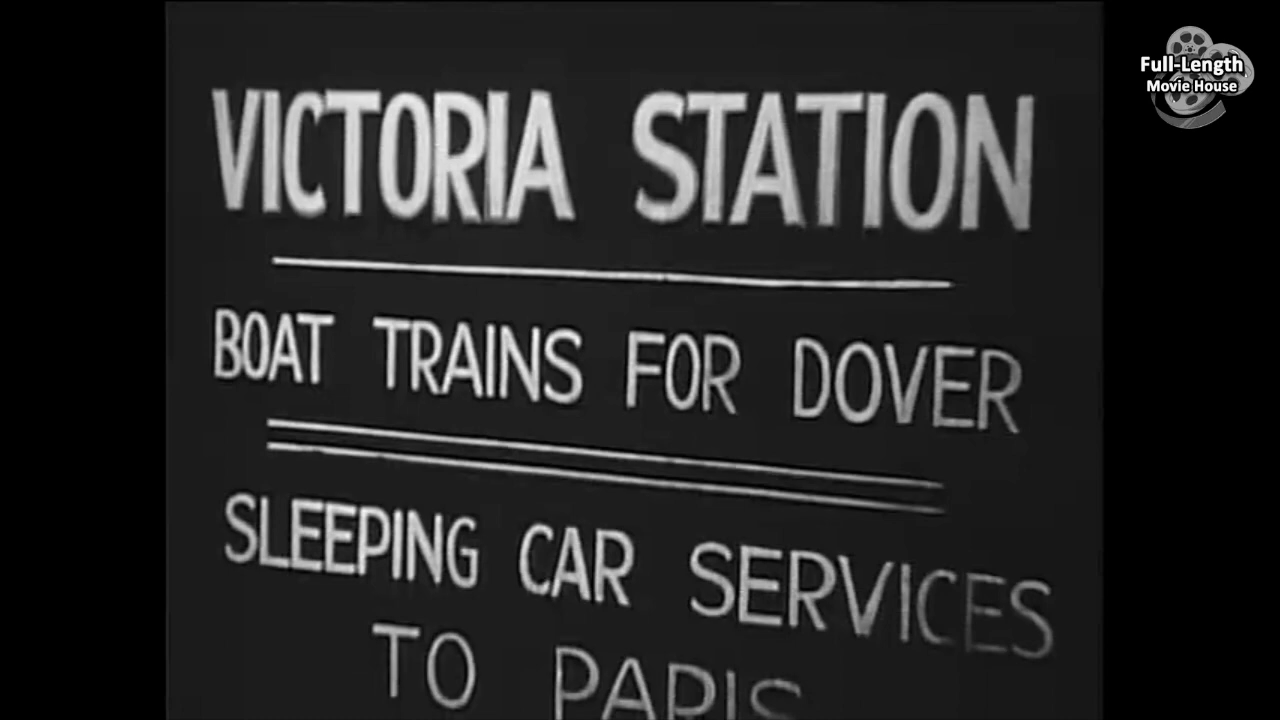 VICTORIA STATION
BOAT TRAINS FOR DOVER
SLEEPING CAR SERVICES
TO PARIS
Full-Length
Movie House